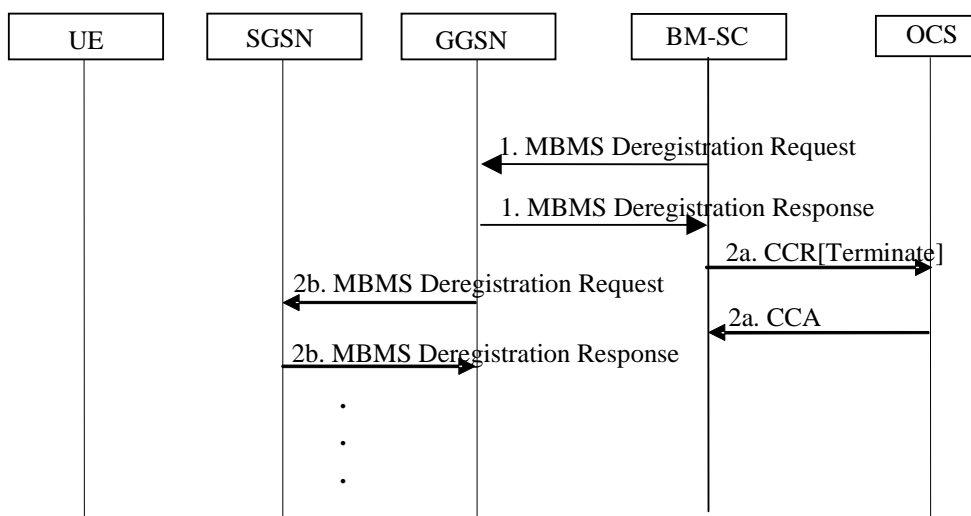 UE
SGSN
GGSN
BM-SC
OCS
1. MBMS Deregistration Request
1. MBMS Deregistration Response
2a. CCR[Terminate]
2b. MBMS Deregistration Request
2a. CCA
2b. MBMS Deregistration Response
.
.
.